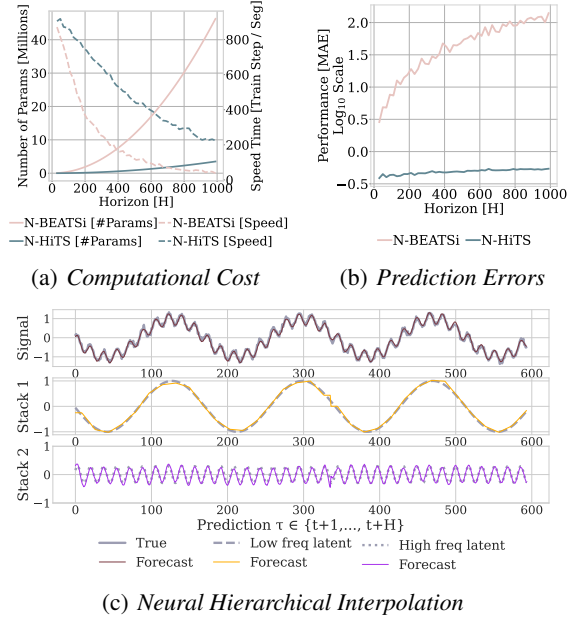 Number of Params [Millions]
40
30
20
10
0
800
600
400
200
0
Speed Time [Train Step / Seg]
0 200 400 600 800 1000
Horizon [H]
N-BEATSi [#Params] N-BEATSi [Speed]
N-HiTS [#Params] N-HiTS [Speed]
(a) Computational Cost
Performance [MAE]
Log10 Scale
2.0
1.5
1.0
0.5
0.0
−0.5
0 200 400 600 800 1000
Horizon [H]
N-BEATSi N-HiTS
(b) Prediction Errors
Signal
1
0
−1
0 100 200 300 400 500 600
Stack 1
1
0
−1
0 100 200 300 400 500 600
Stack 2
1
0
−1
0 100 200 300 400 500 600
Prediction τ ∈ {t+1,..., t+H}
True Low freq latent High freq latent
Forecast Forecast Forecast
(c) Neural Hierarchical Interpolation